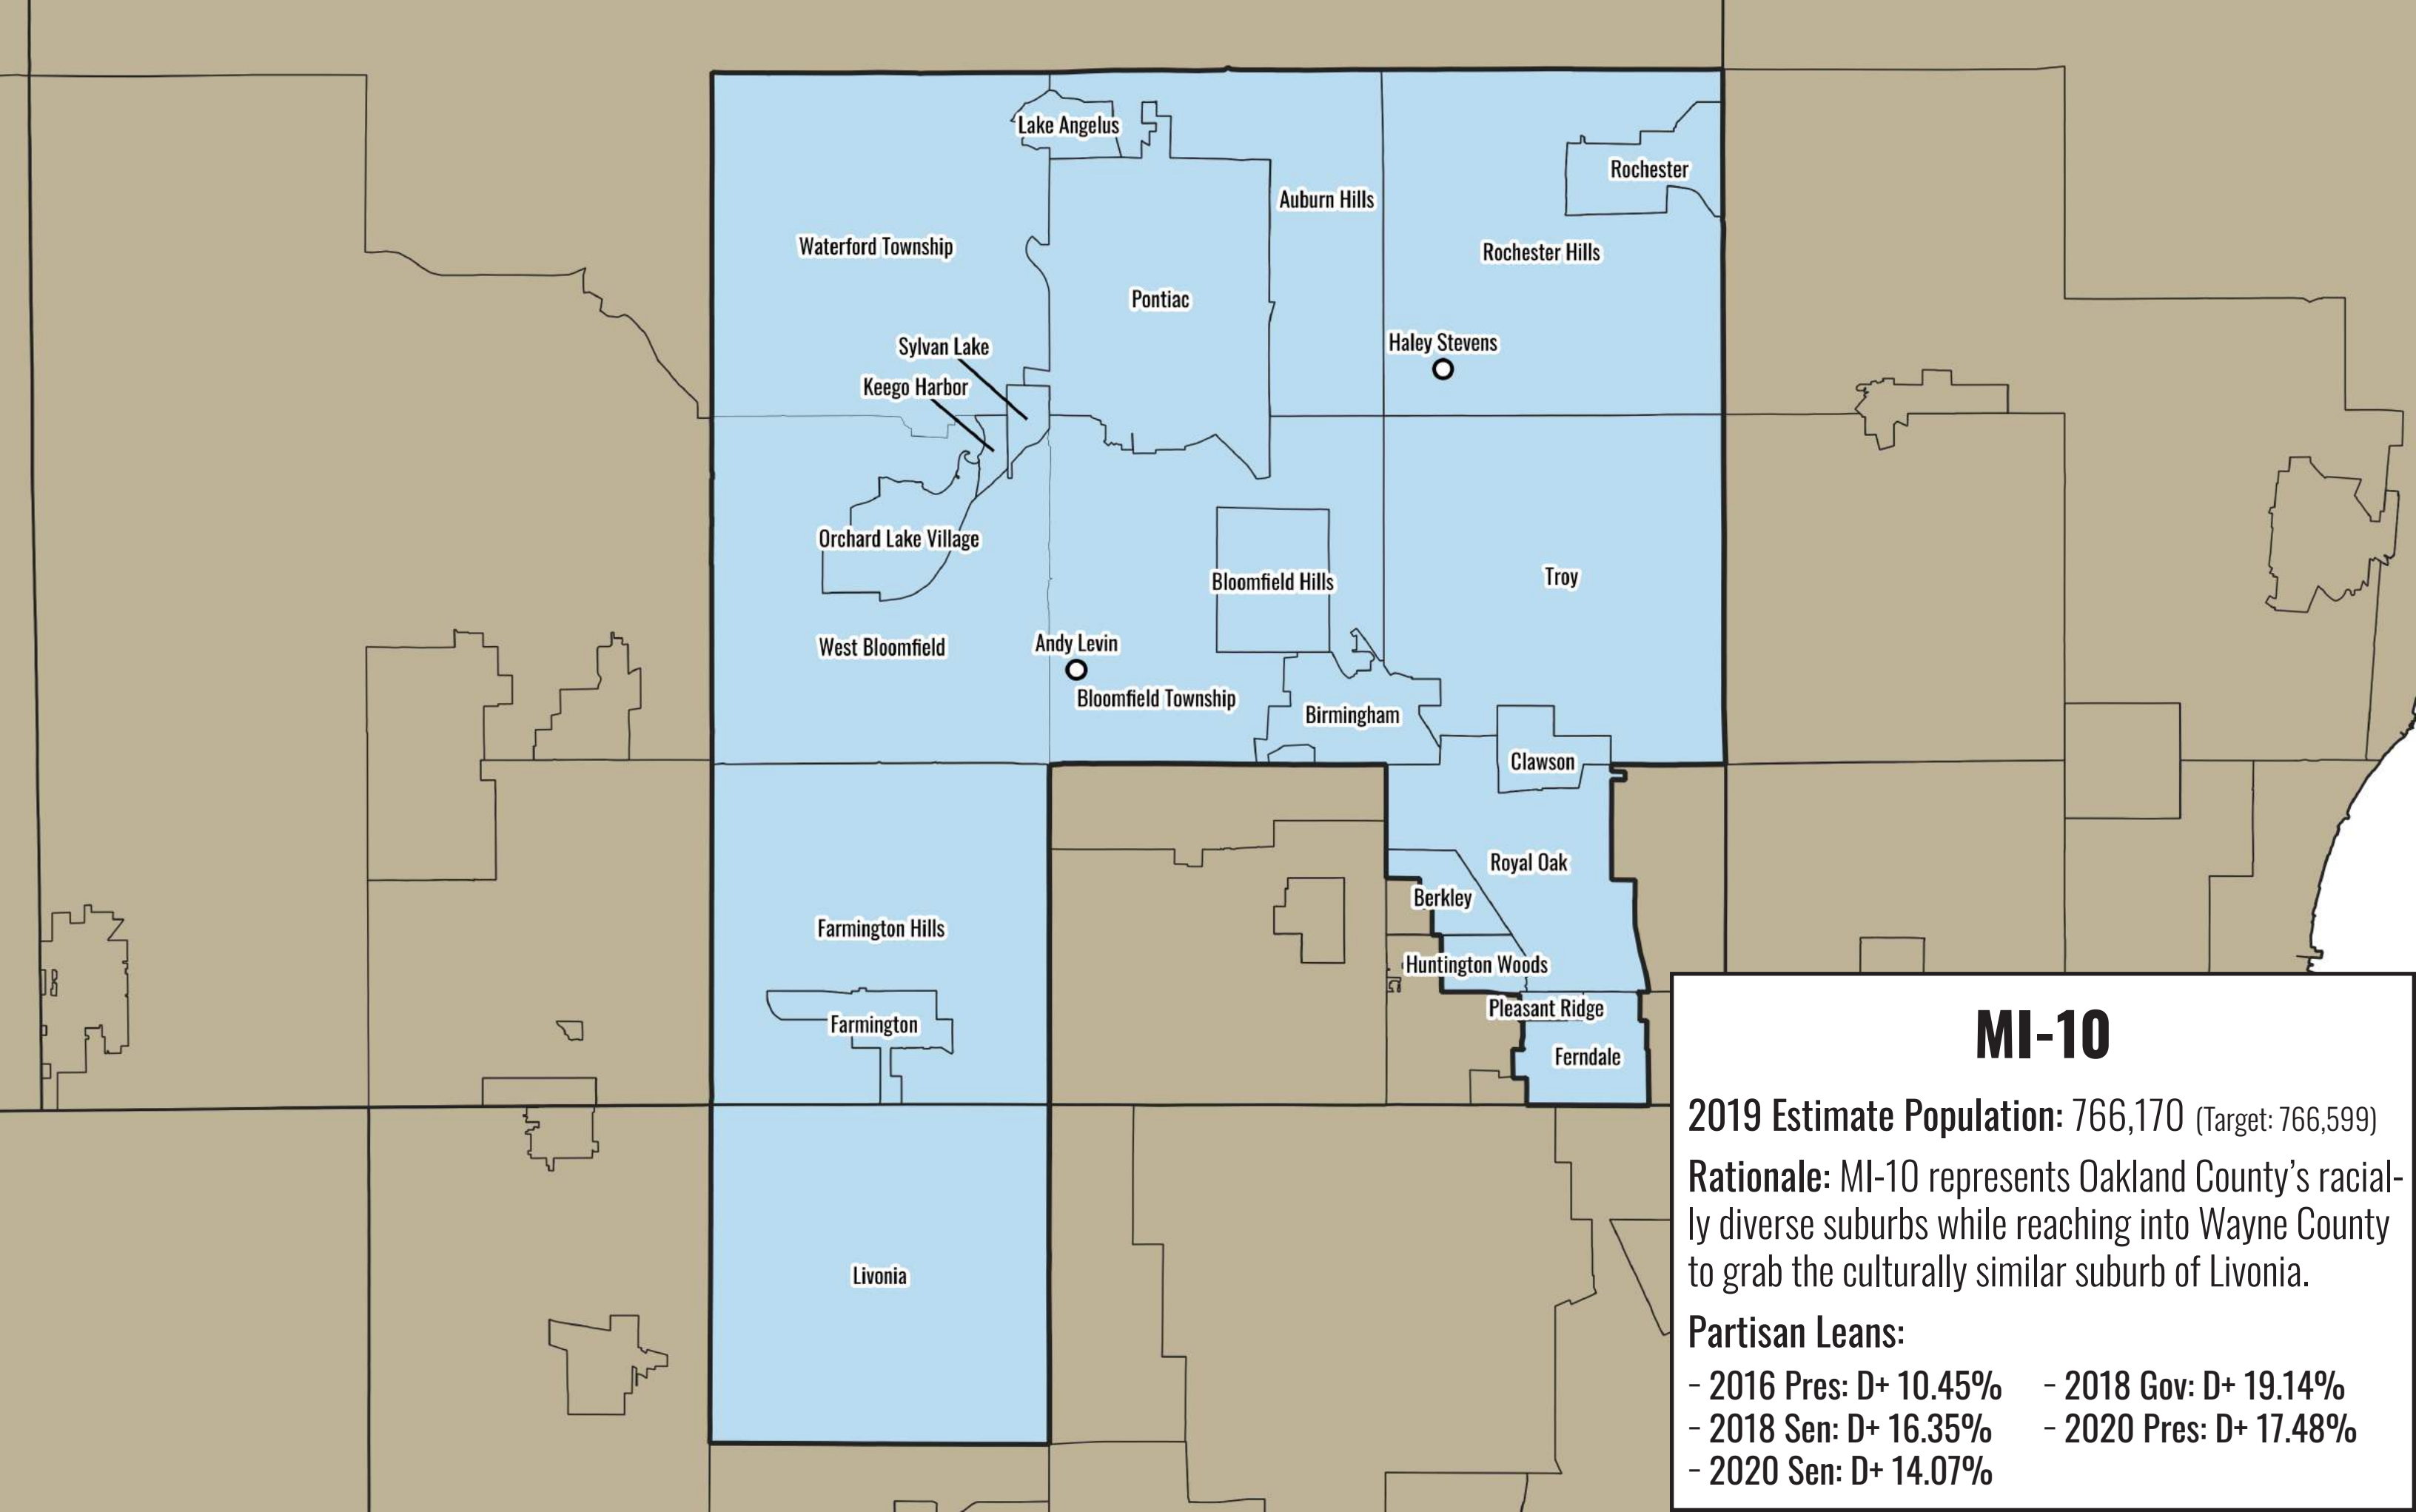 Lake Angelus
Rochester
Auburn Hills
Waterford Township
Rochester Hills
Pontiac
Sylvan Lake
Haley Stevens
Keego Harbor
Orchard Lake Village
Bloomfield Hills
Troy
West Bloomfield
Andy Levin
Bloomfield Township
Birmingham
Clawson
Royal Oak
Berkley
Farmington Hills
Huntington Woods
Pleasant Ridge
Farmington
Ferndale
Livonia
MI-10
2019 Estimate Population: 766,170 (Target: 766,599)
Rationale: MI-10 represents Oakland County’s racial-
ly diverse suburbs while reaching into Wayne County
to grab the culturally similar suburb of Livonia.
Partisan Leans:
- 2016 Pres: D+ 10.45% - 2018 Gov: D+ 19.14%
- 2018 Sen: D+ 16.35% - 2020 Pres: D+ 17.48%
- 2020 Sen: D+ 14.07%